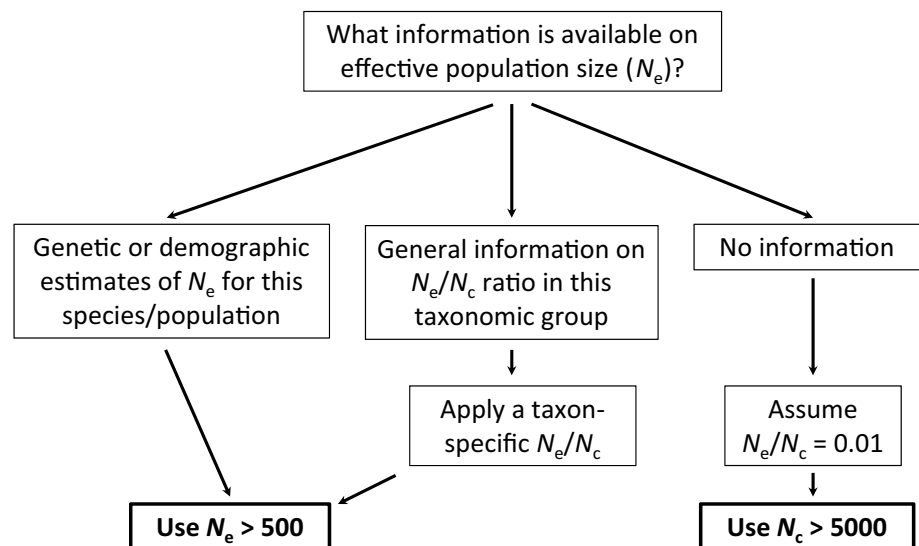 What information is available on
effective population size (Ne)?
Genetic or demographic
estimates of Ne for this
species/population
General information on
Ne/Nc ratio in this
taxonomic group
No information
Apply a taxon-
specific Ne/Nc
Assume
Ne/Nc = 0.01
Use Ne > 500
Use Nc > 5000